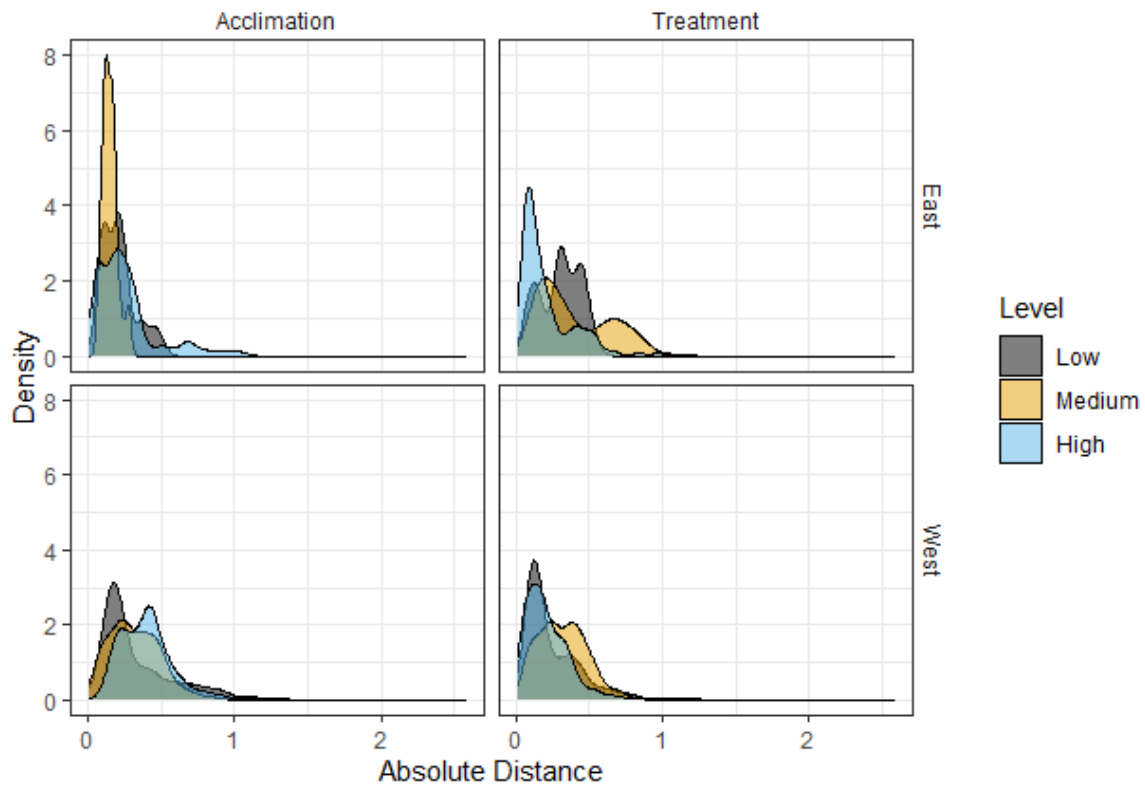 Acclimation
Treatment
8
6
4
2
0
East
8
6
4
2
0
West
Density
0
1
2
0
1
2
Absolute Distance
Level
Low
Medium
High